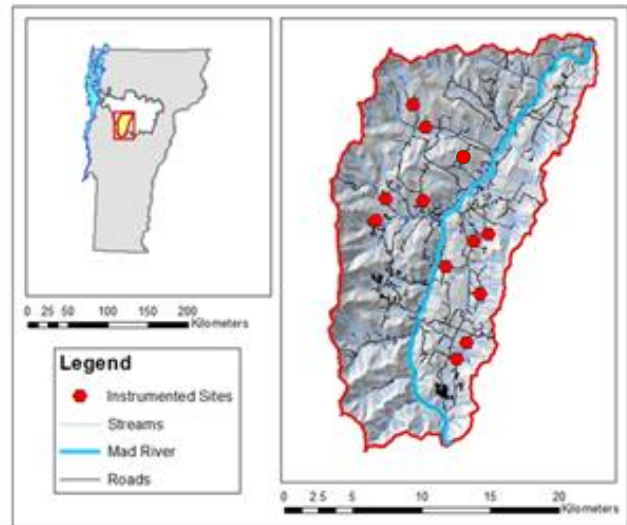 0 25 50 100 150 200
Kilometers
Legend
Instrumented Sites
Streams
Mad River
Roads
0 2.5 5 10 15 20
Kilometers